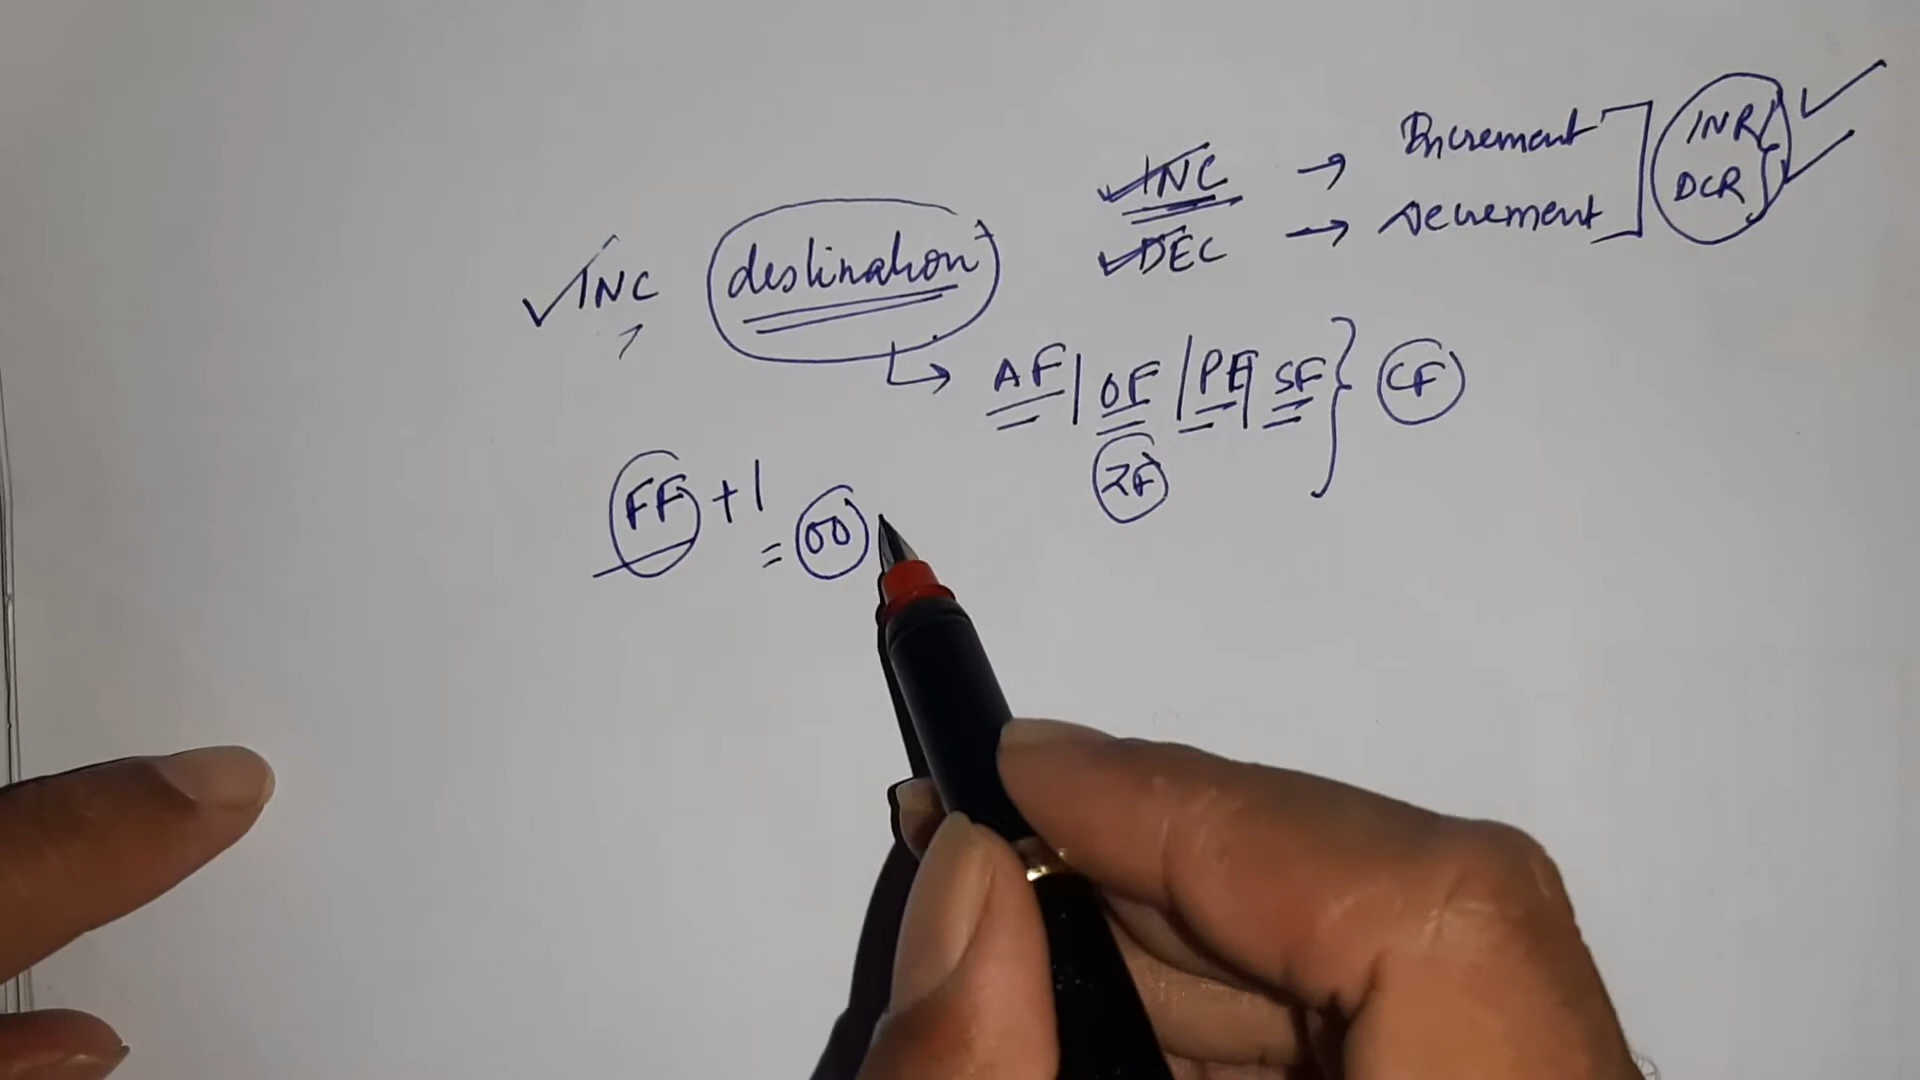 INC → Increment INR
DEC → Decrement DCR
INC destination
AF | OF | PF | SF } CF
ZF
FF + 1
= 00